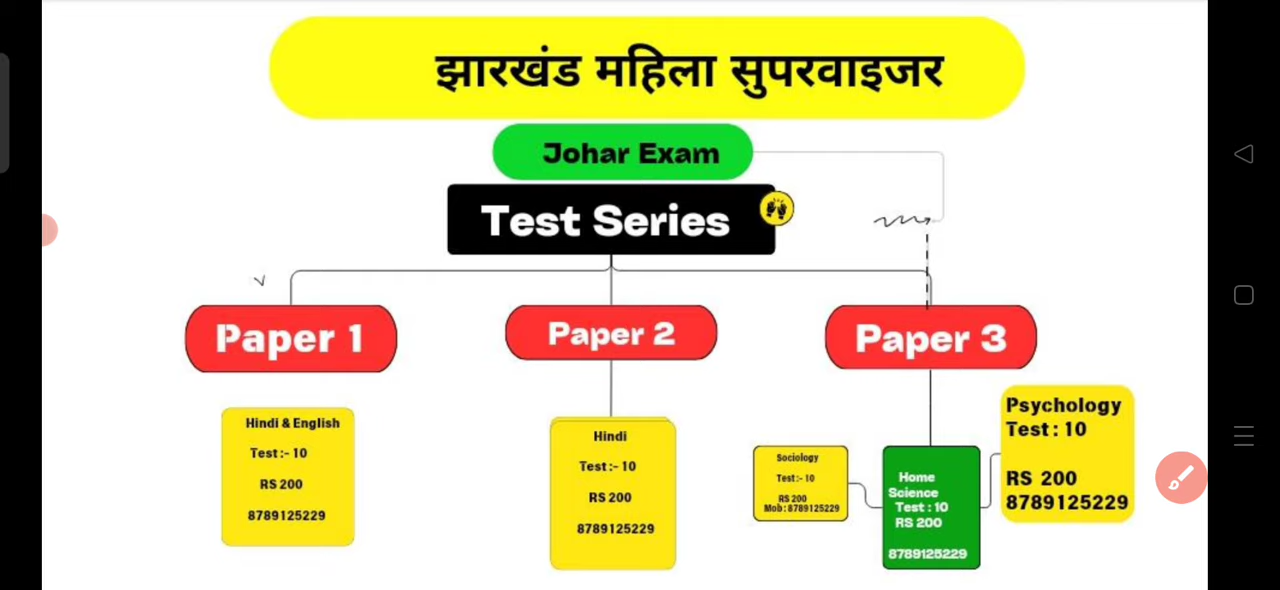 झारखंड महिला सुपरवाइजर
Johar Exam
Test Series
Paper 1
Paper 2
Paper 3
Hindi & English
Test:- 10
RS 200
8789125229
Hindi
Test:- 10
RS 200
8789125229
Sociology
Test:- 10
RS 200
Mob: 8789125229
Home
Science
Test : 10
RS 200
8789125229
Psychology
Test : 10
RS 200
8789125229